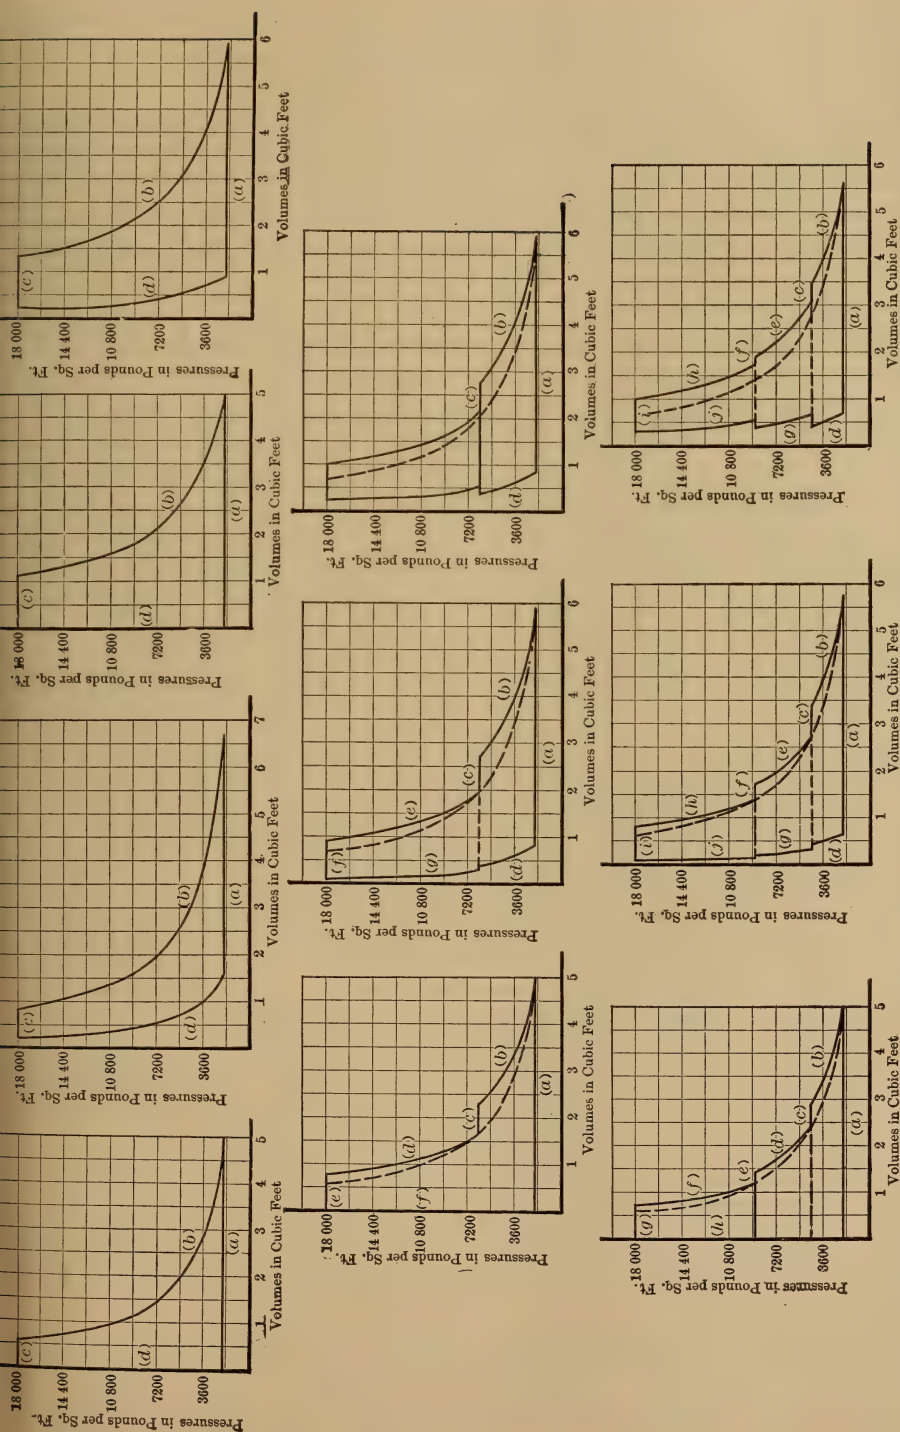 Pressures in Pounds per Sq. Ft.
18 000
14 400
10 800
7200
3600
(c)
(d)
(b)
(a)
1 2 3 4 5
Volumes in Cubic Feet
Pressures in Pounds per Sq. Ft.
18 000
14 400
10 800
7200
3600
(c)
(b)
(d)
(a)
1 2 3 4 5 6 7
Volumes in Cubic Feet
Pressures in Pounds per Sq. Ft.
18 000
14 400
10 800
7200
3600
(c)
(d)
(b)
(a)
1 2 3 4 5
Volumes in Cubic Feet
Pressures in Pounds per Sq. Ft.
18 000
14 400
10 800
7200
3600
(c)
(d) (b)
(a)
1 2 3 4 5 6
Volumes in Cubic Feet
Pressures in Pounds per Sq. Ft.
18 000
14 400
10 800
7200
3600
(e)
(d)
(f)
(c)
(b)
(a)
1 2 3 4 5
Volumes in Cubic Feet
Pressures in Pounds per Sq. Ft.
18 000
14 400
10 800
7200
3600
(f)
(e)
(g)
(c)
(b)
(d)
(a)
1 2 3 4 5 6
Volumes in Cubic Feet
Pressures in Pounds per Sq. Ft.
18 000
14 400
10 800
7200
3600
(c)
(b)
(d)
(a)
1 2 3 4 5 6
Volumes in Cubic Feet
Pressures in Pounds per Sq. Ft.
18 000
14 400
10 800
7200
3600
(g)
(f)
(h)
(e)
(d)
(c)
(b)
(a)
1 2 3 4 5
Volumes in Cubic Feet
Pressures in Pounds per Sq. Ft.
18 000
14 400
10 800
7200
3600
(i)
(h)
(j)
(f)
(g) (e)
(c)
(d) (b)
(a)
1 2 3 4 5 6
Volumes in Cubic Feet
Pressures in Pounds per Sq. Ft.
18 000
14 400
10 800
7200
3600
(i)
(h)
(j)
(f)
(e)
(g)
(c)
(b)
(d)
(a)
1 2 3 4 5 6
Volumes in Cubic Feet